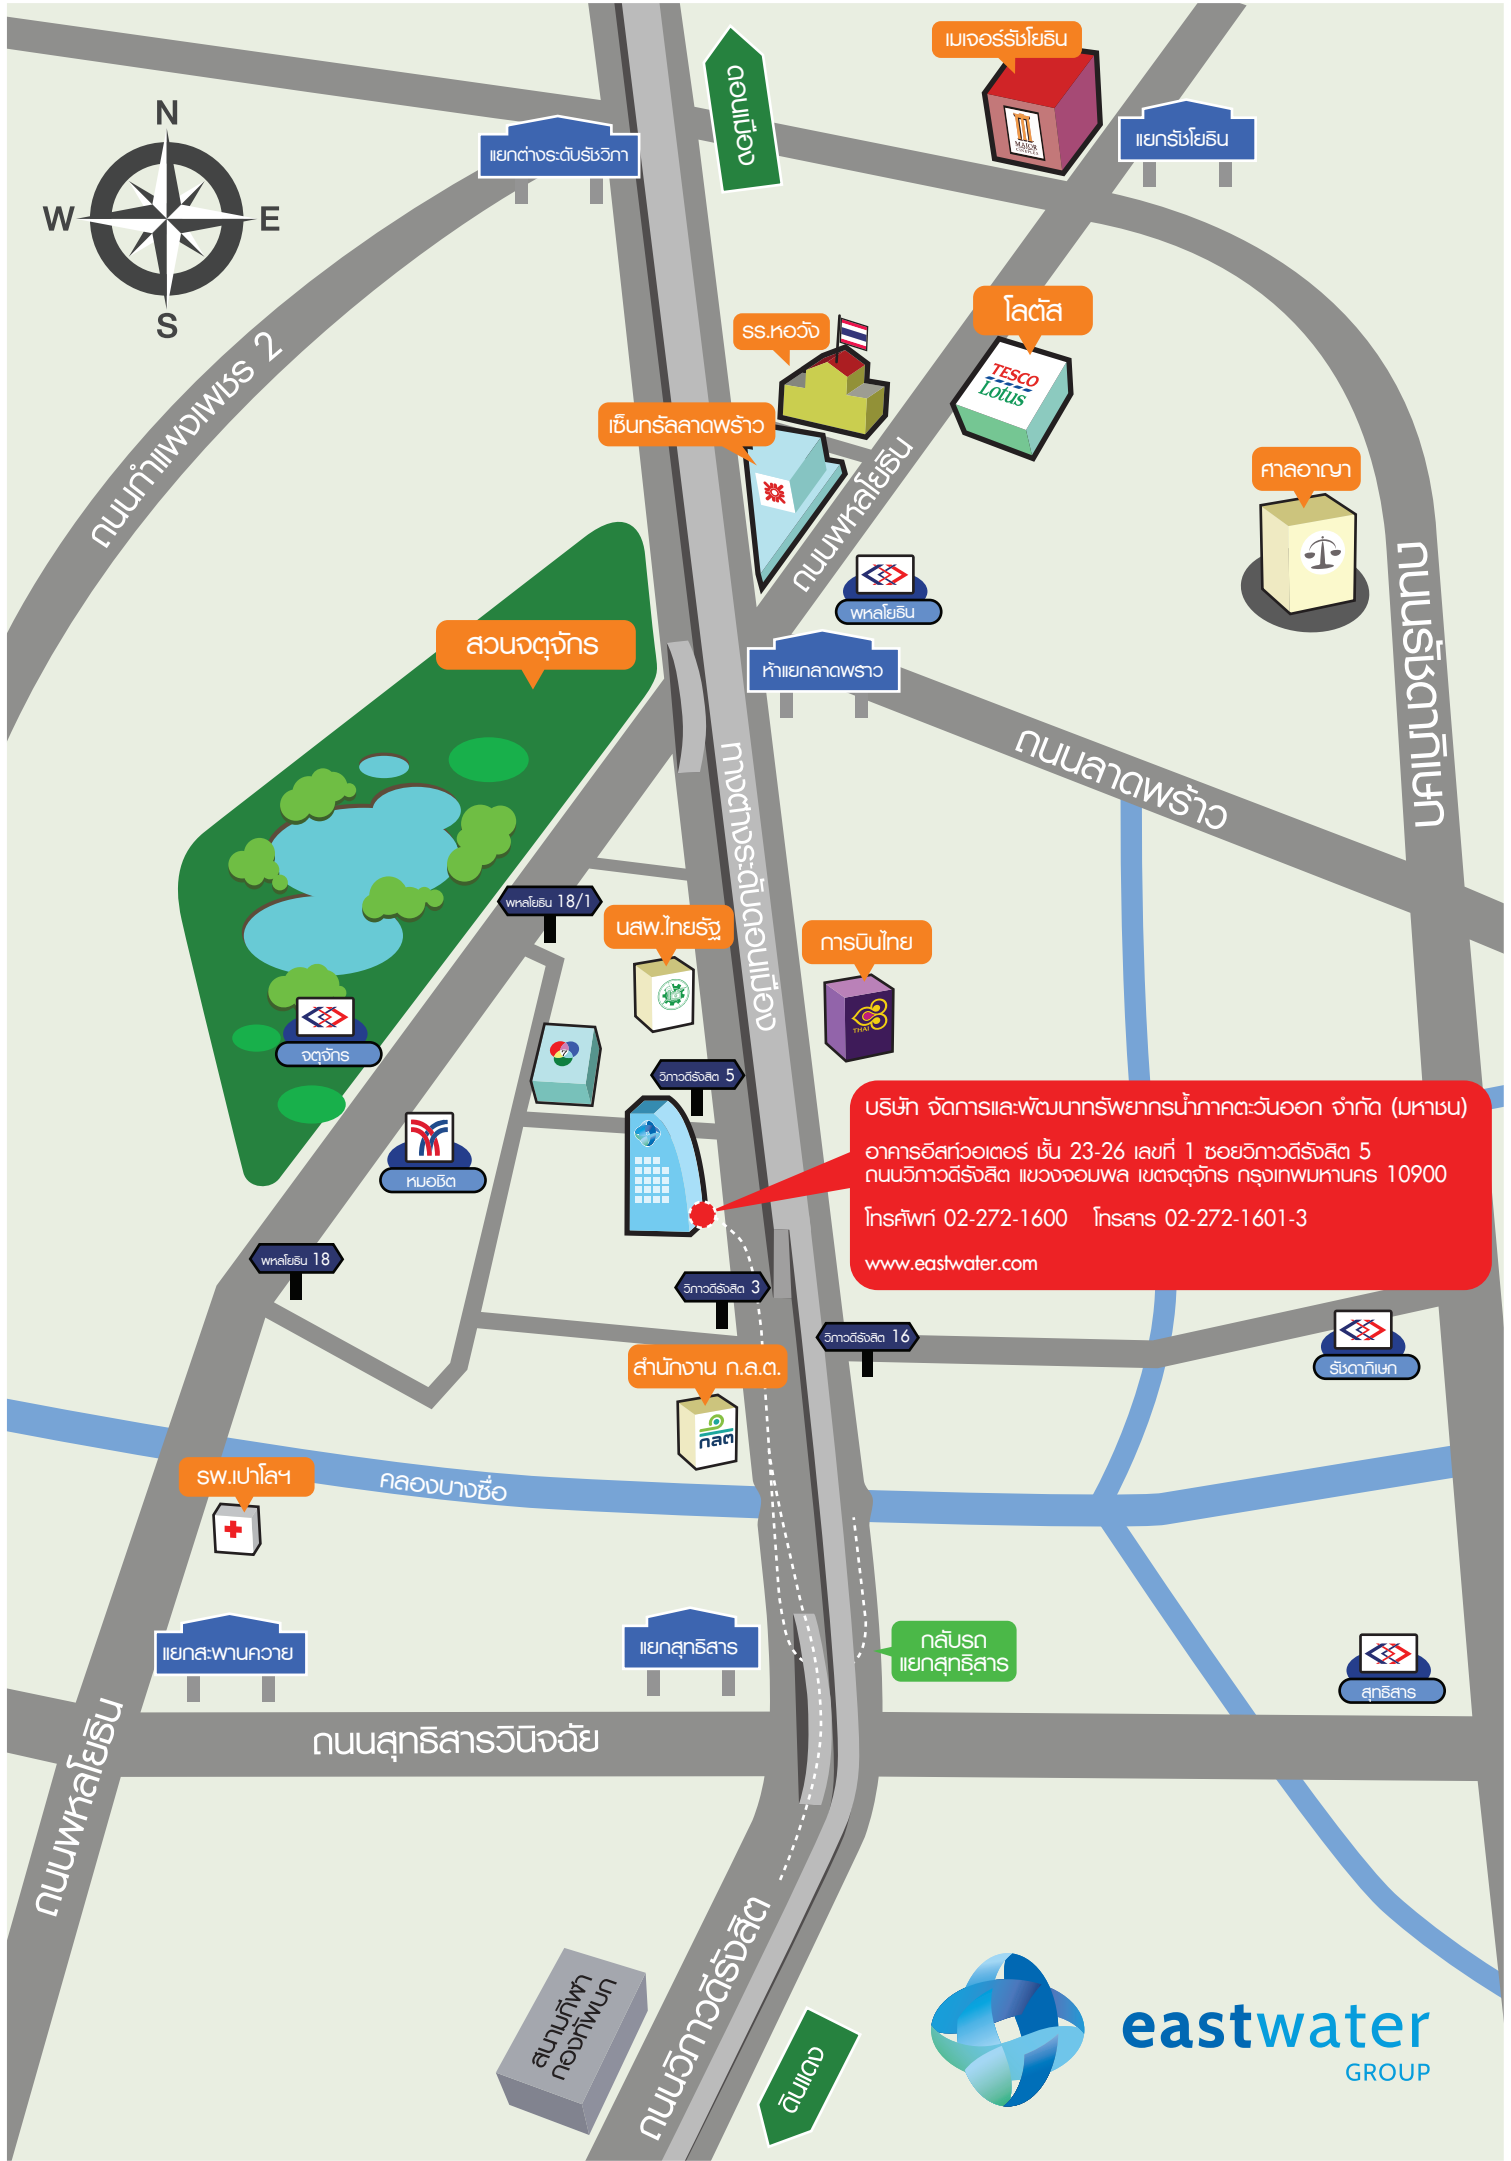 เมเจอร์รัชโยธิน
MAJOR
ดอนเมือง
N
W
E
S
แยกต่างระดับรัชวิภา
แยกรัชโยธิน
โลตัส
TESCO
Lotus
รร.หอวัง
ถนนกำแพงเพชร 2
เซ็นทรัลลาดพร้าว
ถนนพหลโยธิน
ศาลอาญา
ถนนรัชดาภิเษก
พหลโยธิน
สวนจตุจักร
ห้าแยกลาดพร้าว
ถนนลาดพร้าว
ทางต่างระดับดอนเมือง
พหลโยธิน 18/1
นสพ.ไทยรัฐ
การบินไทย
THAI
7
จตุจักร
วิภาวดีรังสิต 5
บริษัท จัดการและพัฒนาทรัพยากรน้ำภาคตะวันออก จำกัด (มหาชน)
อาคารอีสท์วอเตอร์ ชั้น 23-26 เลขที่ 1 ซอยวิภาวดีรังสิต 5
ถนนวิภาวดีรังสิต แขวงจอมพล เขตจตุจักร กรุงเทพมหานคร 10900
โทรศัพท์ 02-272-1600 โทรสาร 02-272-1601-3
www.eastwater.com
หมอชิต
พหลโยธิน 18
วิภาวดีรังสิต 3
วิภาวดีรังสิต 16
รัชดาภิเษก
สำนักงาน ก.ล.ต.
กลต
รพ.เปาโลฯ
คลองบางซื่อ
แยกสะพานควาย
แยกสุทธิสาร
กลับรถ
แยกสุทธิสาร
สุทธิสาร
ถนนสุทธิสารวินิจฉัย
ถนนพหลโยธิน
ถนนวิภาวดีรังสิต
สนามกีฬา
กองทัพบก
ดินแดง
eastwater
GROUP